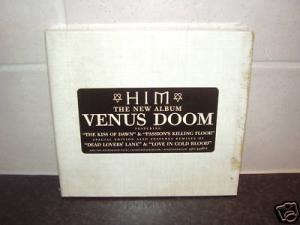 HIM
THE NEW ALBUM
VENUS DOOM
FEATURING
"THE KISS OF DAWN" & "PASSION'S KILLING FLOOR"
SPECIAL EDITION ALSO FEATURES REMIXES OF
"DEAD LOVERS' LANE" & "LOVE IN COLD BLOOD"